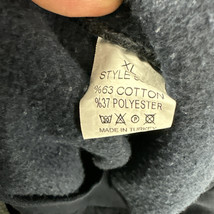 XL
STYLE
%63 COTTON
%37 POLYESTER
MADE IN TURKEY